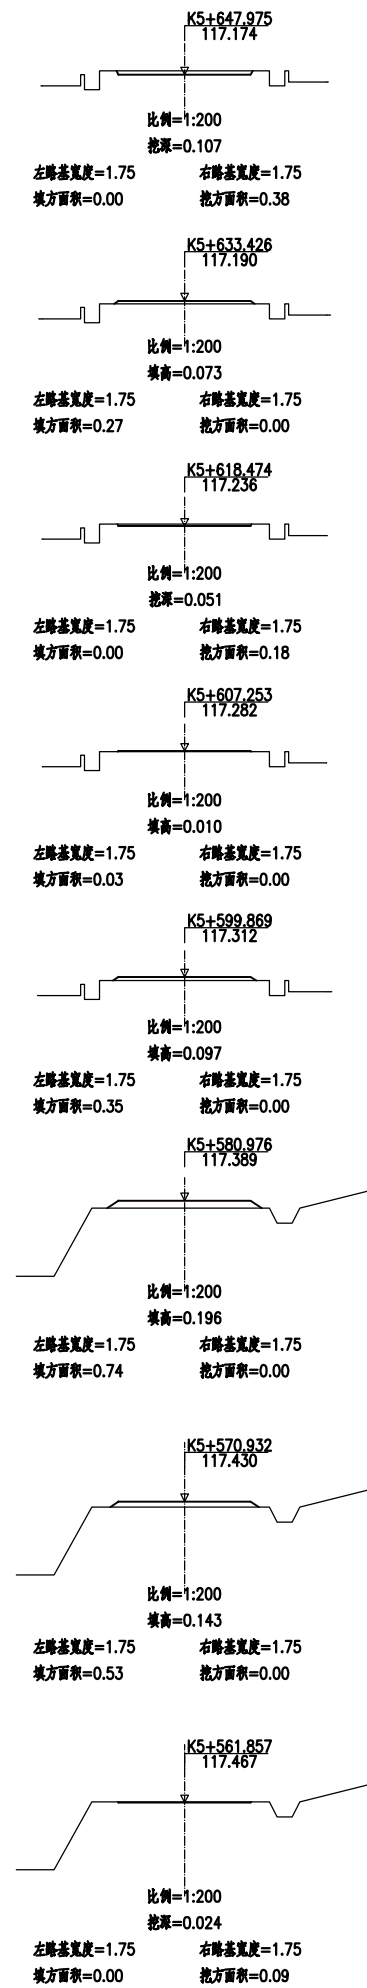 K5+647.975
117.174
比例=1:200
挖深=0.107
左路基宽度=1.75 右路基宽度=1.75
填方面积=0.00 挖方面积=0.38
K5+633.426
117.190
比例=1:200
填高=0.073
左路基宽度=1.75 右路基宽度=1.75
填方面积=0.27 挖方面积=0.00
K5+618.474
117.236
比例=1:200
挖深=0.051
左路基宽度=1.75 右路基宽度=1.75
填方面积=0.00 挖方面积=0.18
K5+607.253
117.282
比例=1:200
填高=0.010
左路基宽度=1.75 右路基宽度=1.75
填方面积=0.03 挖方面积=0.00
K5+599.869
117.312
比例=1:200
填高=0.097
左路基宽度=1.75 右路基宽度=1.75
填方面积=0.35 挖方面积=0.00
K5+580.976
117.389
比例=1:200
填高=0.196
左路基宽度=1.75 右路基宽度=1.75
填方面积=0.74 挖方面积=0.00
K5+570.932
117.430
比例=1:200
填高=0.143
左路基宽度=1.75 右路基宽度=1.75
填方面积=0.53 挖方面积=0.00
K5+561.857
117.467
比例=1:200
挖深=0.024
左路基宽度=1.75 右路基宽度=1.75
填方面积=0.00 挖方面积=0.09